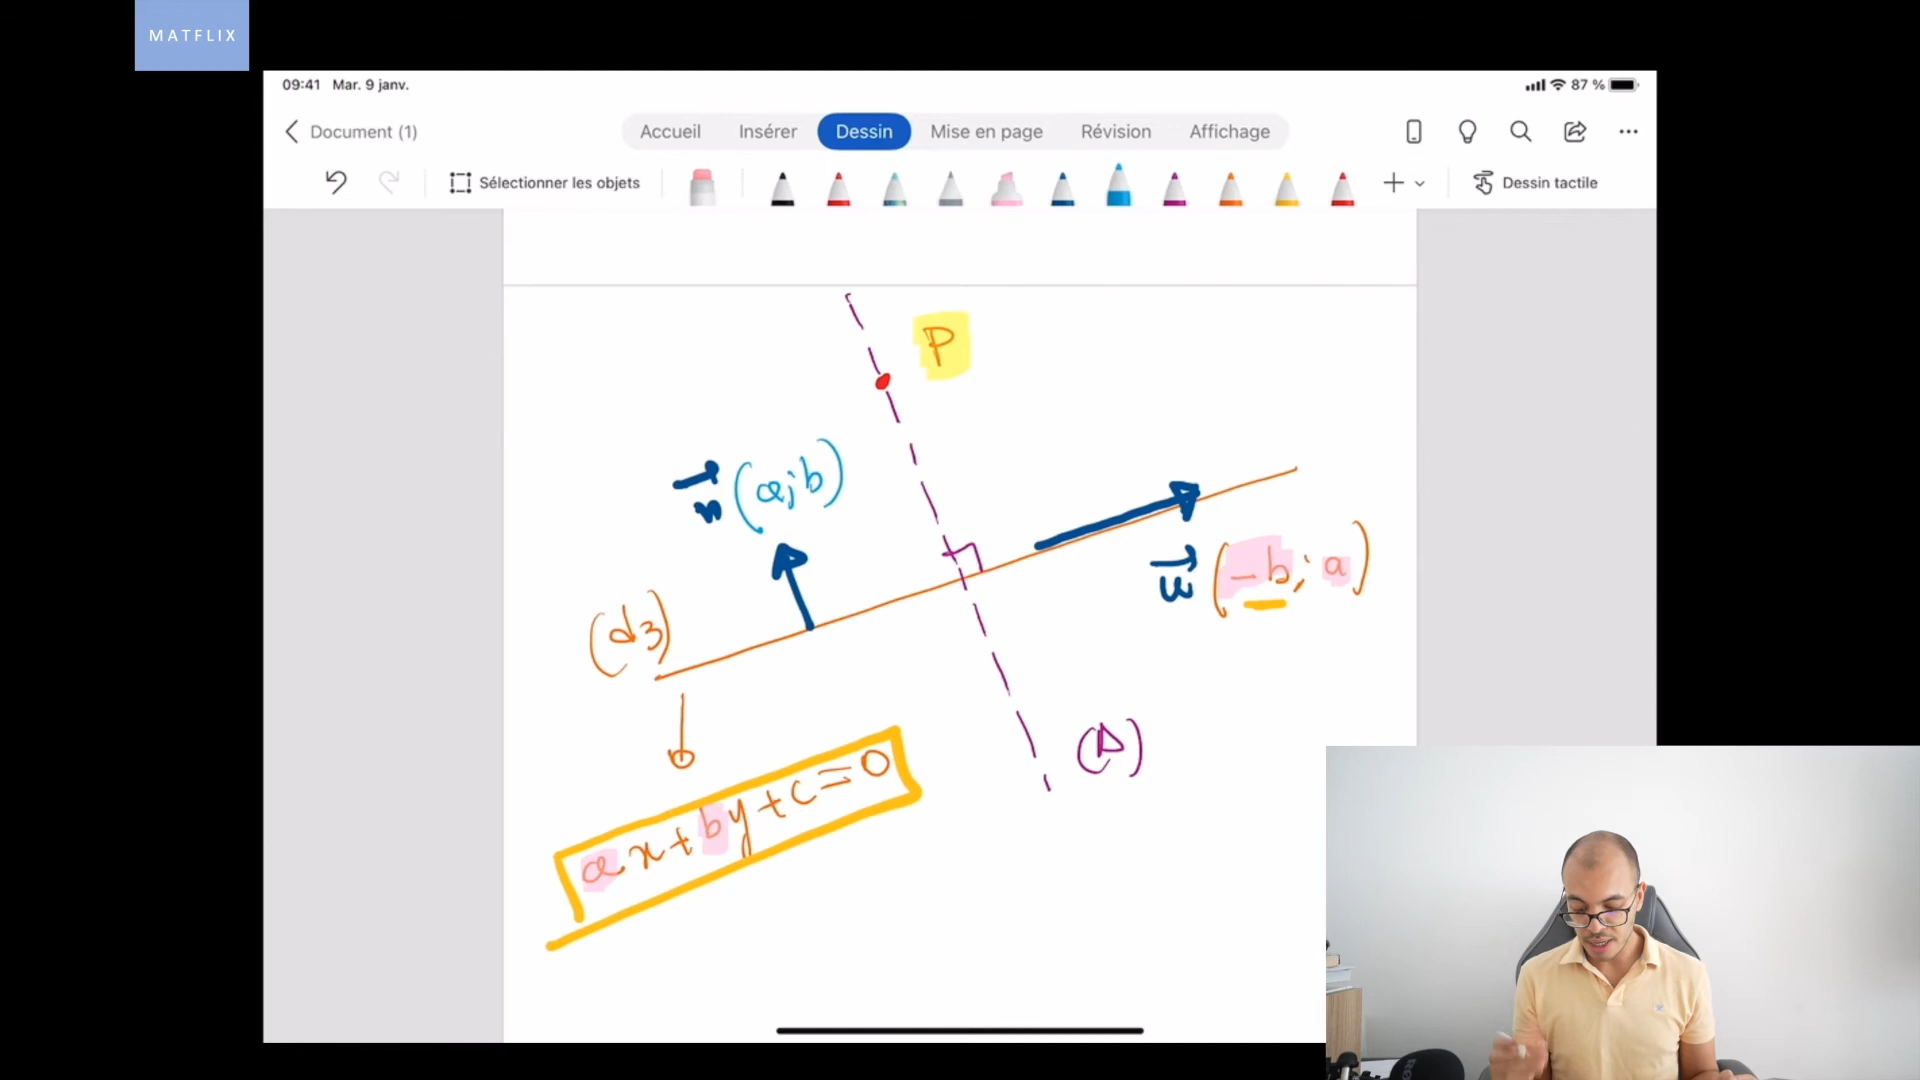 MATFLIX
09:41 Mar. 9 janv.
87 %
Document (1)
Accueil Insérer Dessin Mise en page Révision Affichage
Sélectionner les objets
Dessin tactile
P
n (a;b)
w (-b; a)
(d3)
(Δ)
ax+by+c=0